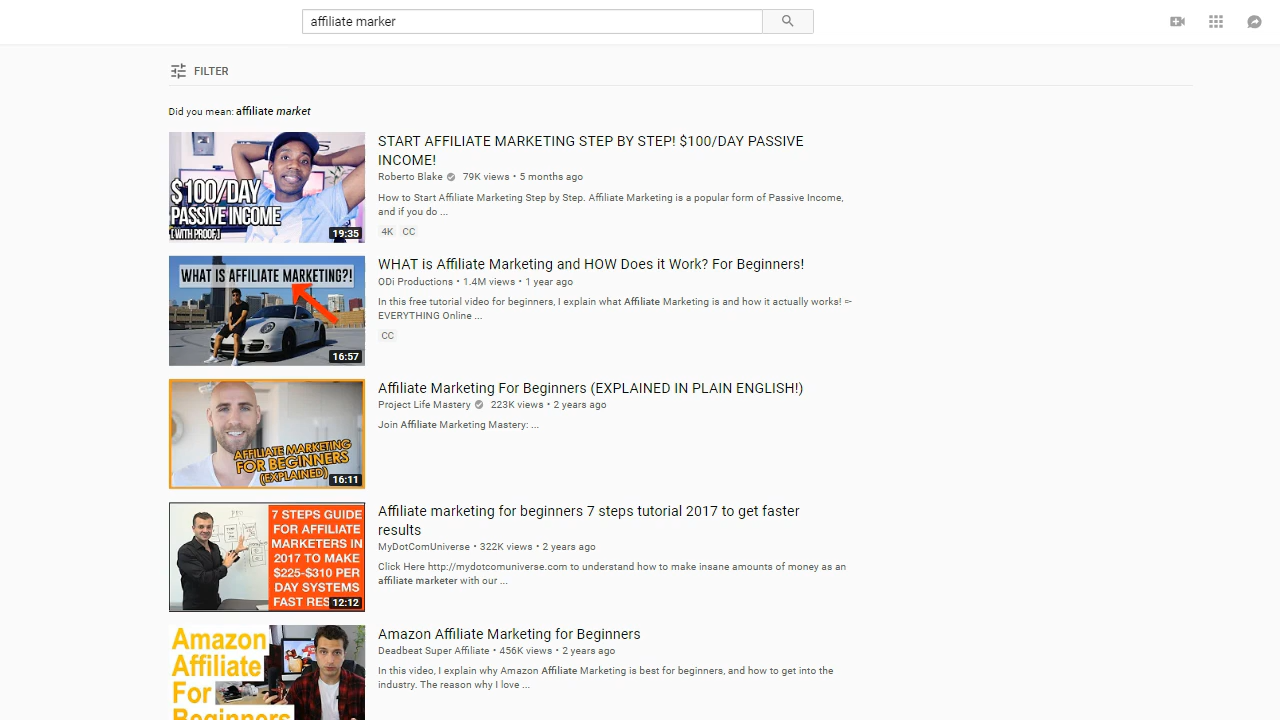 affiliate marker
FILTER
Did you mean: affiliate market
$100/DAY
PASSIVE INCOME
[WITH PROOF]
19:35
START AFFILIATE MARKETING STEP BY STEP! $100/DAY PASSIVE
INCOME!
Roberto Blake 79K views • 5 months ago
How to Start Affiliate Marketing Step by Step. Affiliate Marketing is a popular form of Passive Income,
and if you do ...
4K CC
WHAT IS AFFILIATE MARKETING?!
16:57
WHAT is Affiliate Marketing and HOW Does it Work? For Beginners!
ODi Productions • 1.4M views • 1 year ago
In this free tutorial video for beginners, I explain what Affiliate Marketing is and how it actually works!
EVERYTHING Online ...
CC
AFFILIATE MARKETING
FOR BEGINNERS
(EXPLAINED)
16:11
Affiliate Marketing For Beginners (EXPLAINED IN PLAIN ENGLISH!)
Project Life Mastery 223K views • 2 years ago
Join Affiliate Marketing Mastery: ...
7 STEPS GUIDE
FOR AFFILIATE
MARKETERS IN
2017 TO MAKE
$225-$310 PER
DAY SYSTEMS
FAST RES
12:12
Affiliate marketing for beginners 7 steps tutorial 2017 to get faster
results
MyDotComUniverse • 322K views • 2 years ago
Click Here http://mydotcomuniverse.com to understand how to make insane amounts of money as an
affiliate marketer with our ...
Amazon
Affiliate
For
Beginners
Amazon Affiliate Marketing for Beginners
Deadbeat Super Affiliate • 456K views • 2 years ago
In this video, I explain why Amazon Affiliate Marketing is best for beginners, and how to get into the
industry. The reason why I love ...